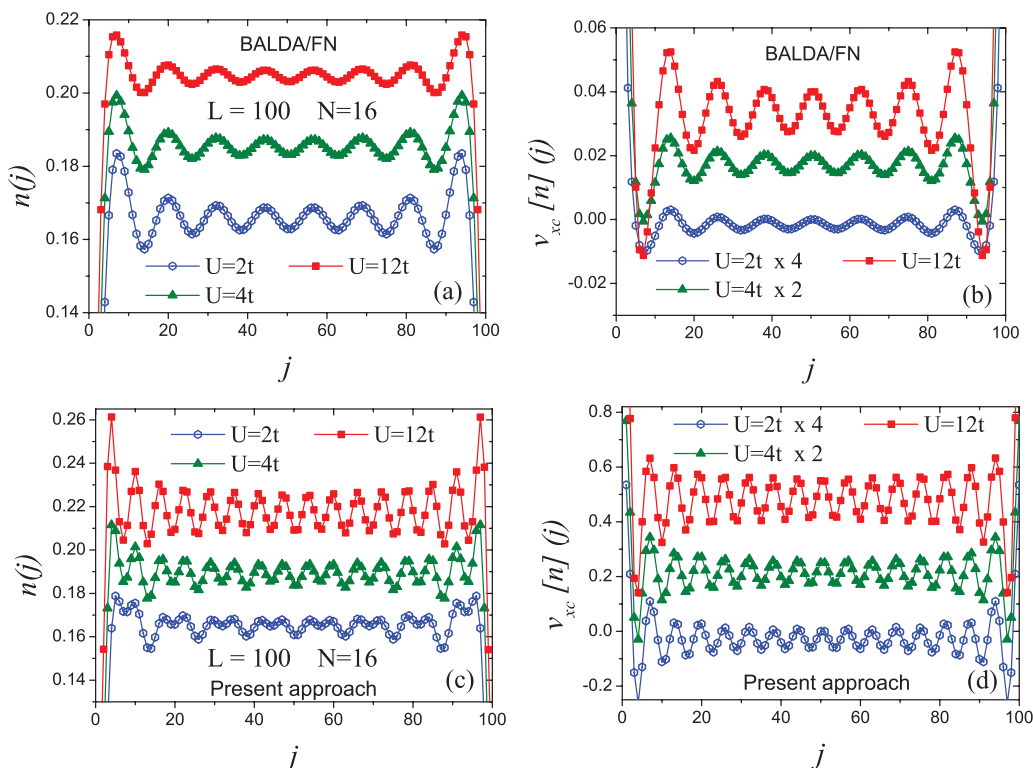 0.22
0.20
0.18
0.16
0.14
n(j)
BALDA/FN
L = 100 N=16
U=2t U=12t
U=4t
(a)
0 20 40 60 80 100
j
0.06
0.04
0.02
0.00
-0.02
v_xc [n] (j)
BALDA/FN
U=2t x 4 U=12t
U=4t x 2
(b)
0 20 40 60 80 100
j
0.26
0.24
0.22
0.20
0.18
0.16
0.14
n(j)
U=2t U=12t
U=4t
L = 100 N=16
Present approach
(c)
0 20 40 60 80 100
j
0.8
0.6
0.4
0.2
0.0
-0.2
v_xc [n] (j)
U=2t x 4 U=12t
U=4t x 2
Present approach
(d)
0 20 40 60 80 100
j